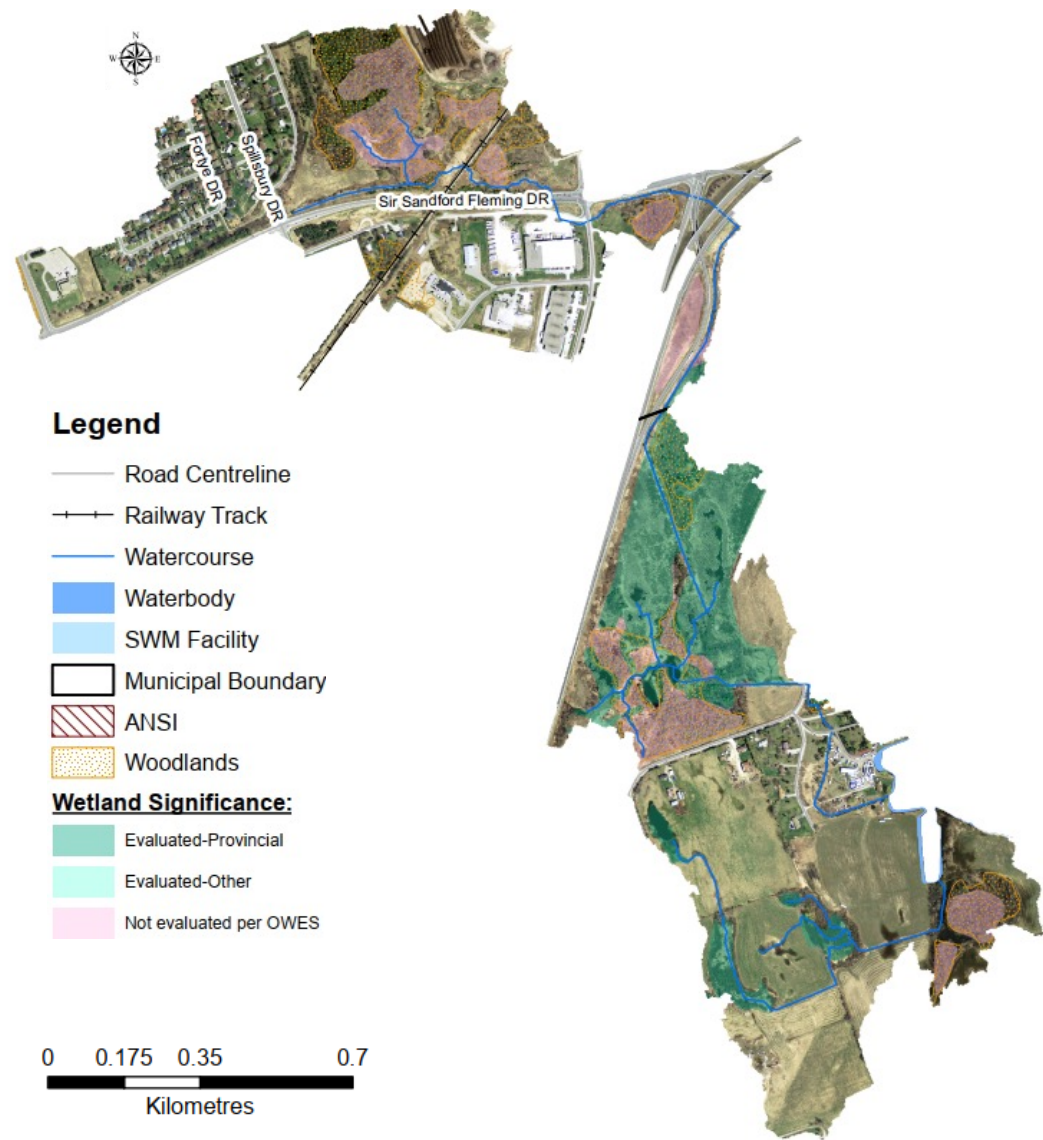 N
W E
S
Fortye DR
Spillsbury DR
Sir Sandford Fleming DR
Legend
Road Centreline
Railway Track
Watercourse
Waterbody
SWM Facility
Municipal Boundary
ANSI
Woodlands
Wetland Significance:
Evaluated-Provincial
Evaluated-Other
Not evaluated per OWES
0 0.175 0.35 0.7
Kilometres